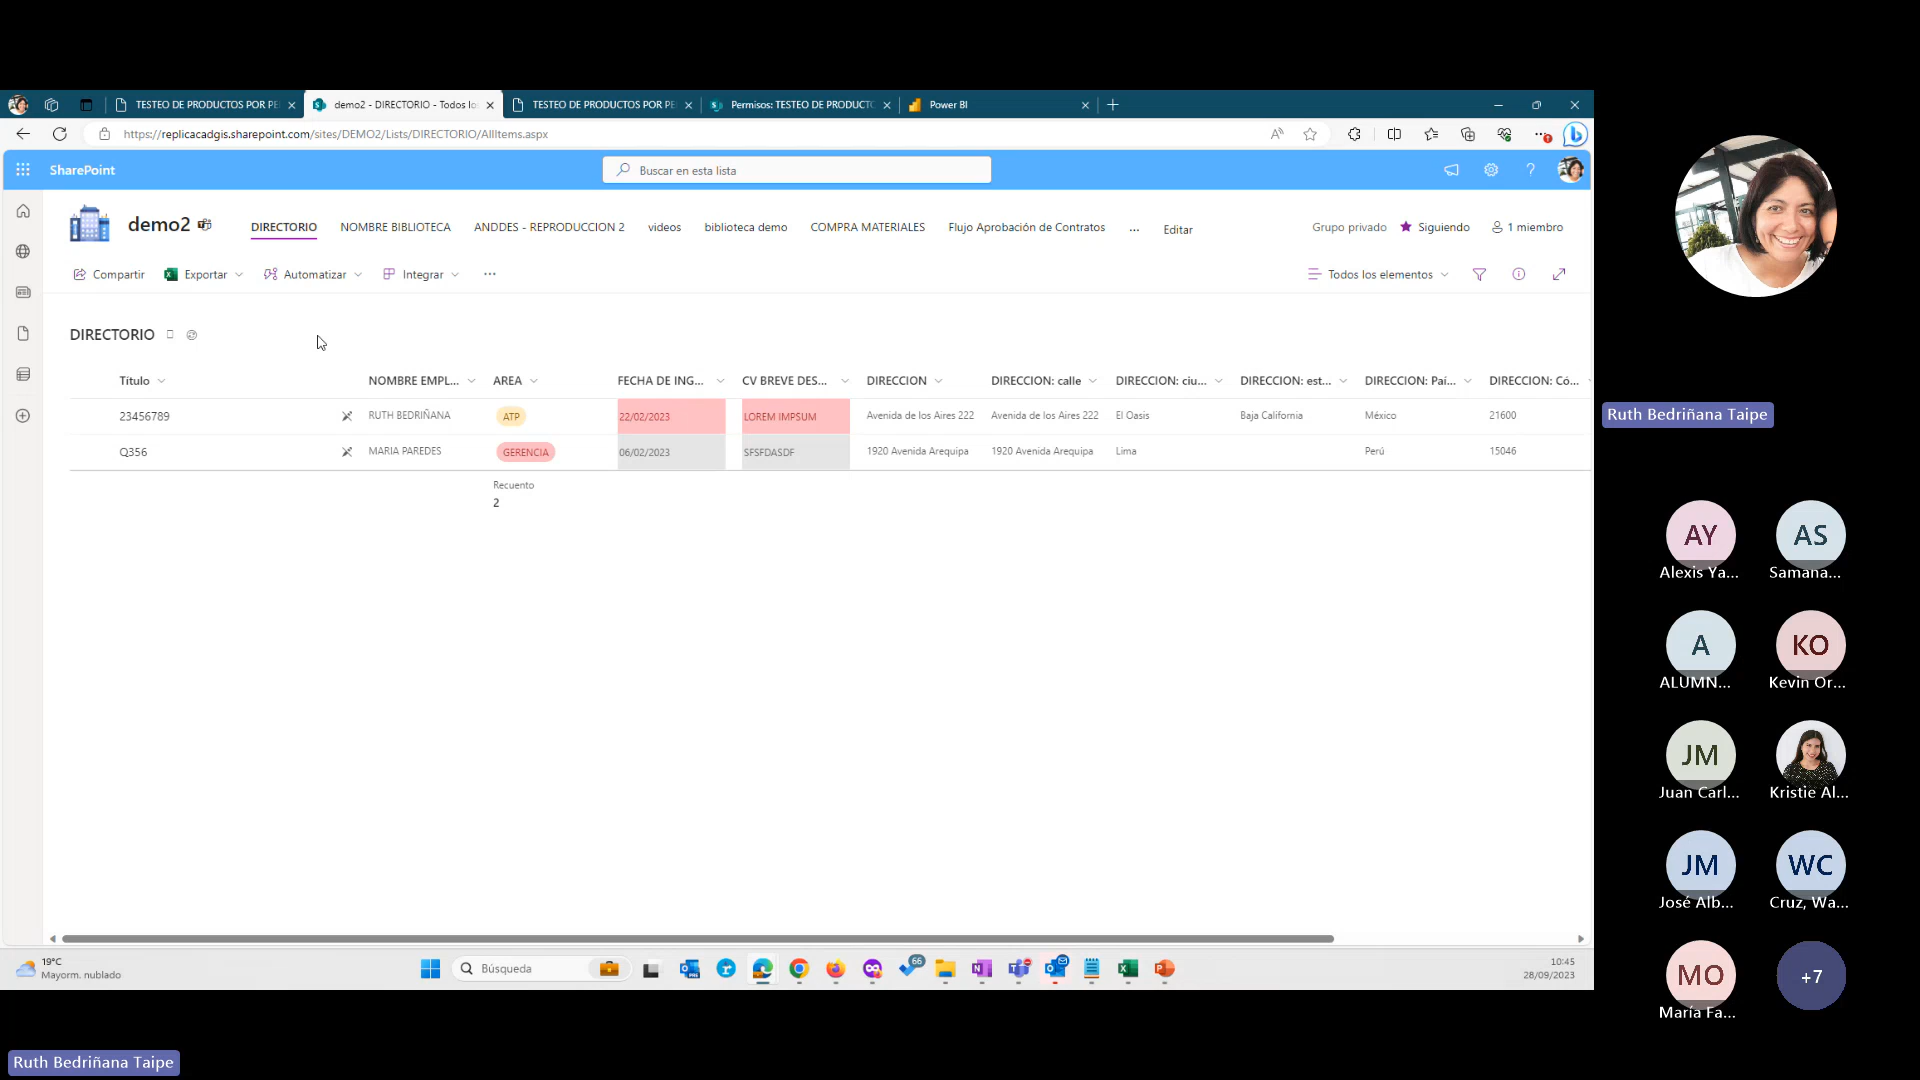 TESTEO DE PRODUCTOS POR PE
demo2 - DIRECTORIO - Todos lo
TESTEO DE PRODUCTOS POR PE
Permisos: TESTEO DE PRODUCTO
Power BI
https://replicacadgis.sharepoint.com/sites/DEMO2/Lists/DIRECTORIO/AllItems.aspx
SharePoint
Buscar en esta lista
demo2
DIRECTORIO
NOMBRE BIBLIOTECA
ANDDES - REPRODUCCION 2
videos
biblioteca demo
COMPRA MATERIALES
Flujo Aprobación de Contratos
...
Editar
Grupo privado
Siguiendo
1 miembro
Compartir
Exportar
Automatizar
Integrar
...
Todos los elementos
DIRECTORIO
Título NOMBRE EMPL... AREA FECHA DE ING... CV BREVE DES... DIRECCION DIRECCION: calle DIRECCION: ciu... DIRECCION: est... DIRECCION: Paí... DIRECCION: Có...
23456789 RUTH BEDRIÑANA ATP 22/02/2023 LOREM IMPSUM Avenida de los Aires 222 Avenida de los Aires 222 El Oasis Baja California México 21600
Q356 MARIA PAREDES GERENCIA 06/02/2023 SFSFDASDF 1920 Avenida Arequipa 1920 Avenida Arequipa Lima Perú 15046
Recuento
2
19°C
Mayorm. nublado
Búsqueda
66
10:45
28/09/2023
Ruth Bedriñana Taipe
AY
Alexis Ya...
AS
Samana...
A
ALUMN...
KO
Kevin Or...
JM
Juan Carl...
Kristie Al...
JM
José Alb...
WC
Cruz, Wa...
MO
María Fa...
+7
Ruth Bedriñana Taipe